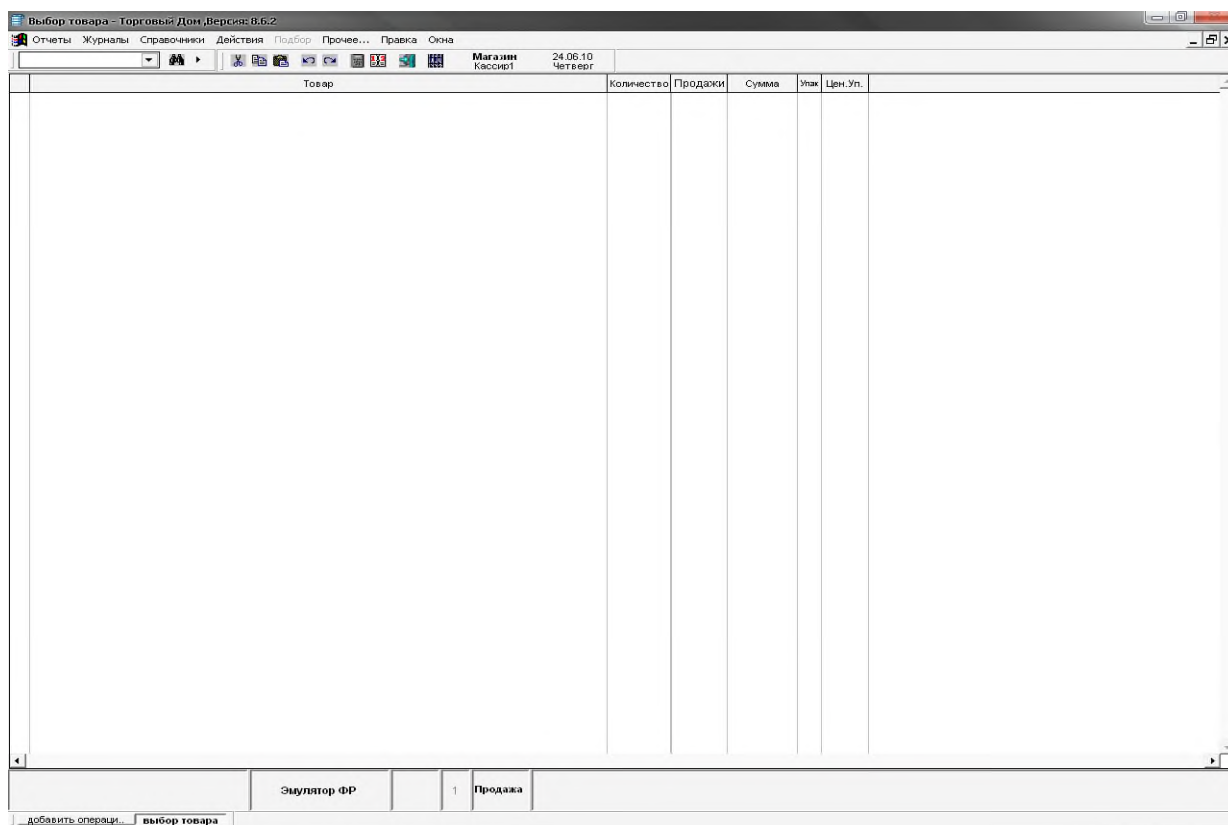 Выбор товара - Торговый Дом ,Версия: 8.6.2
Отчеты Журналы Справочники Действия Подбор Прочее... Правка Окна
Магазин 24.06.10
Кассир1 Четверг
Товар Количество Продажи Сумма Упак Цен.Уп.
Эмулятор ФР 1 Продажа
добавить операци.. выбор товара